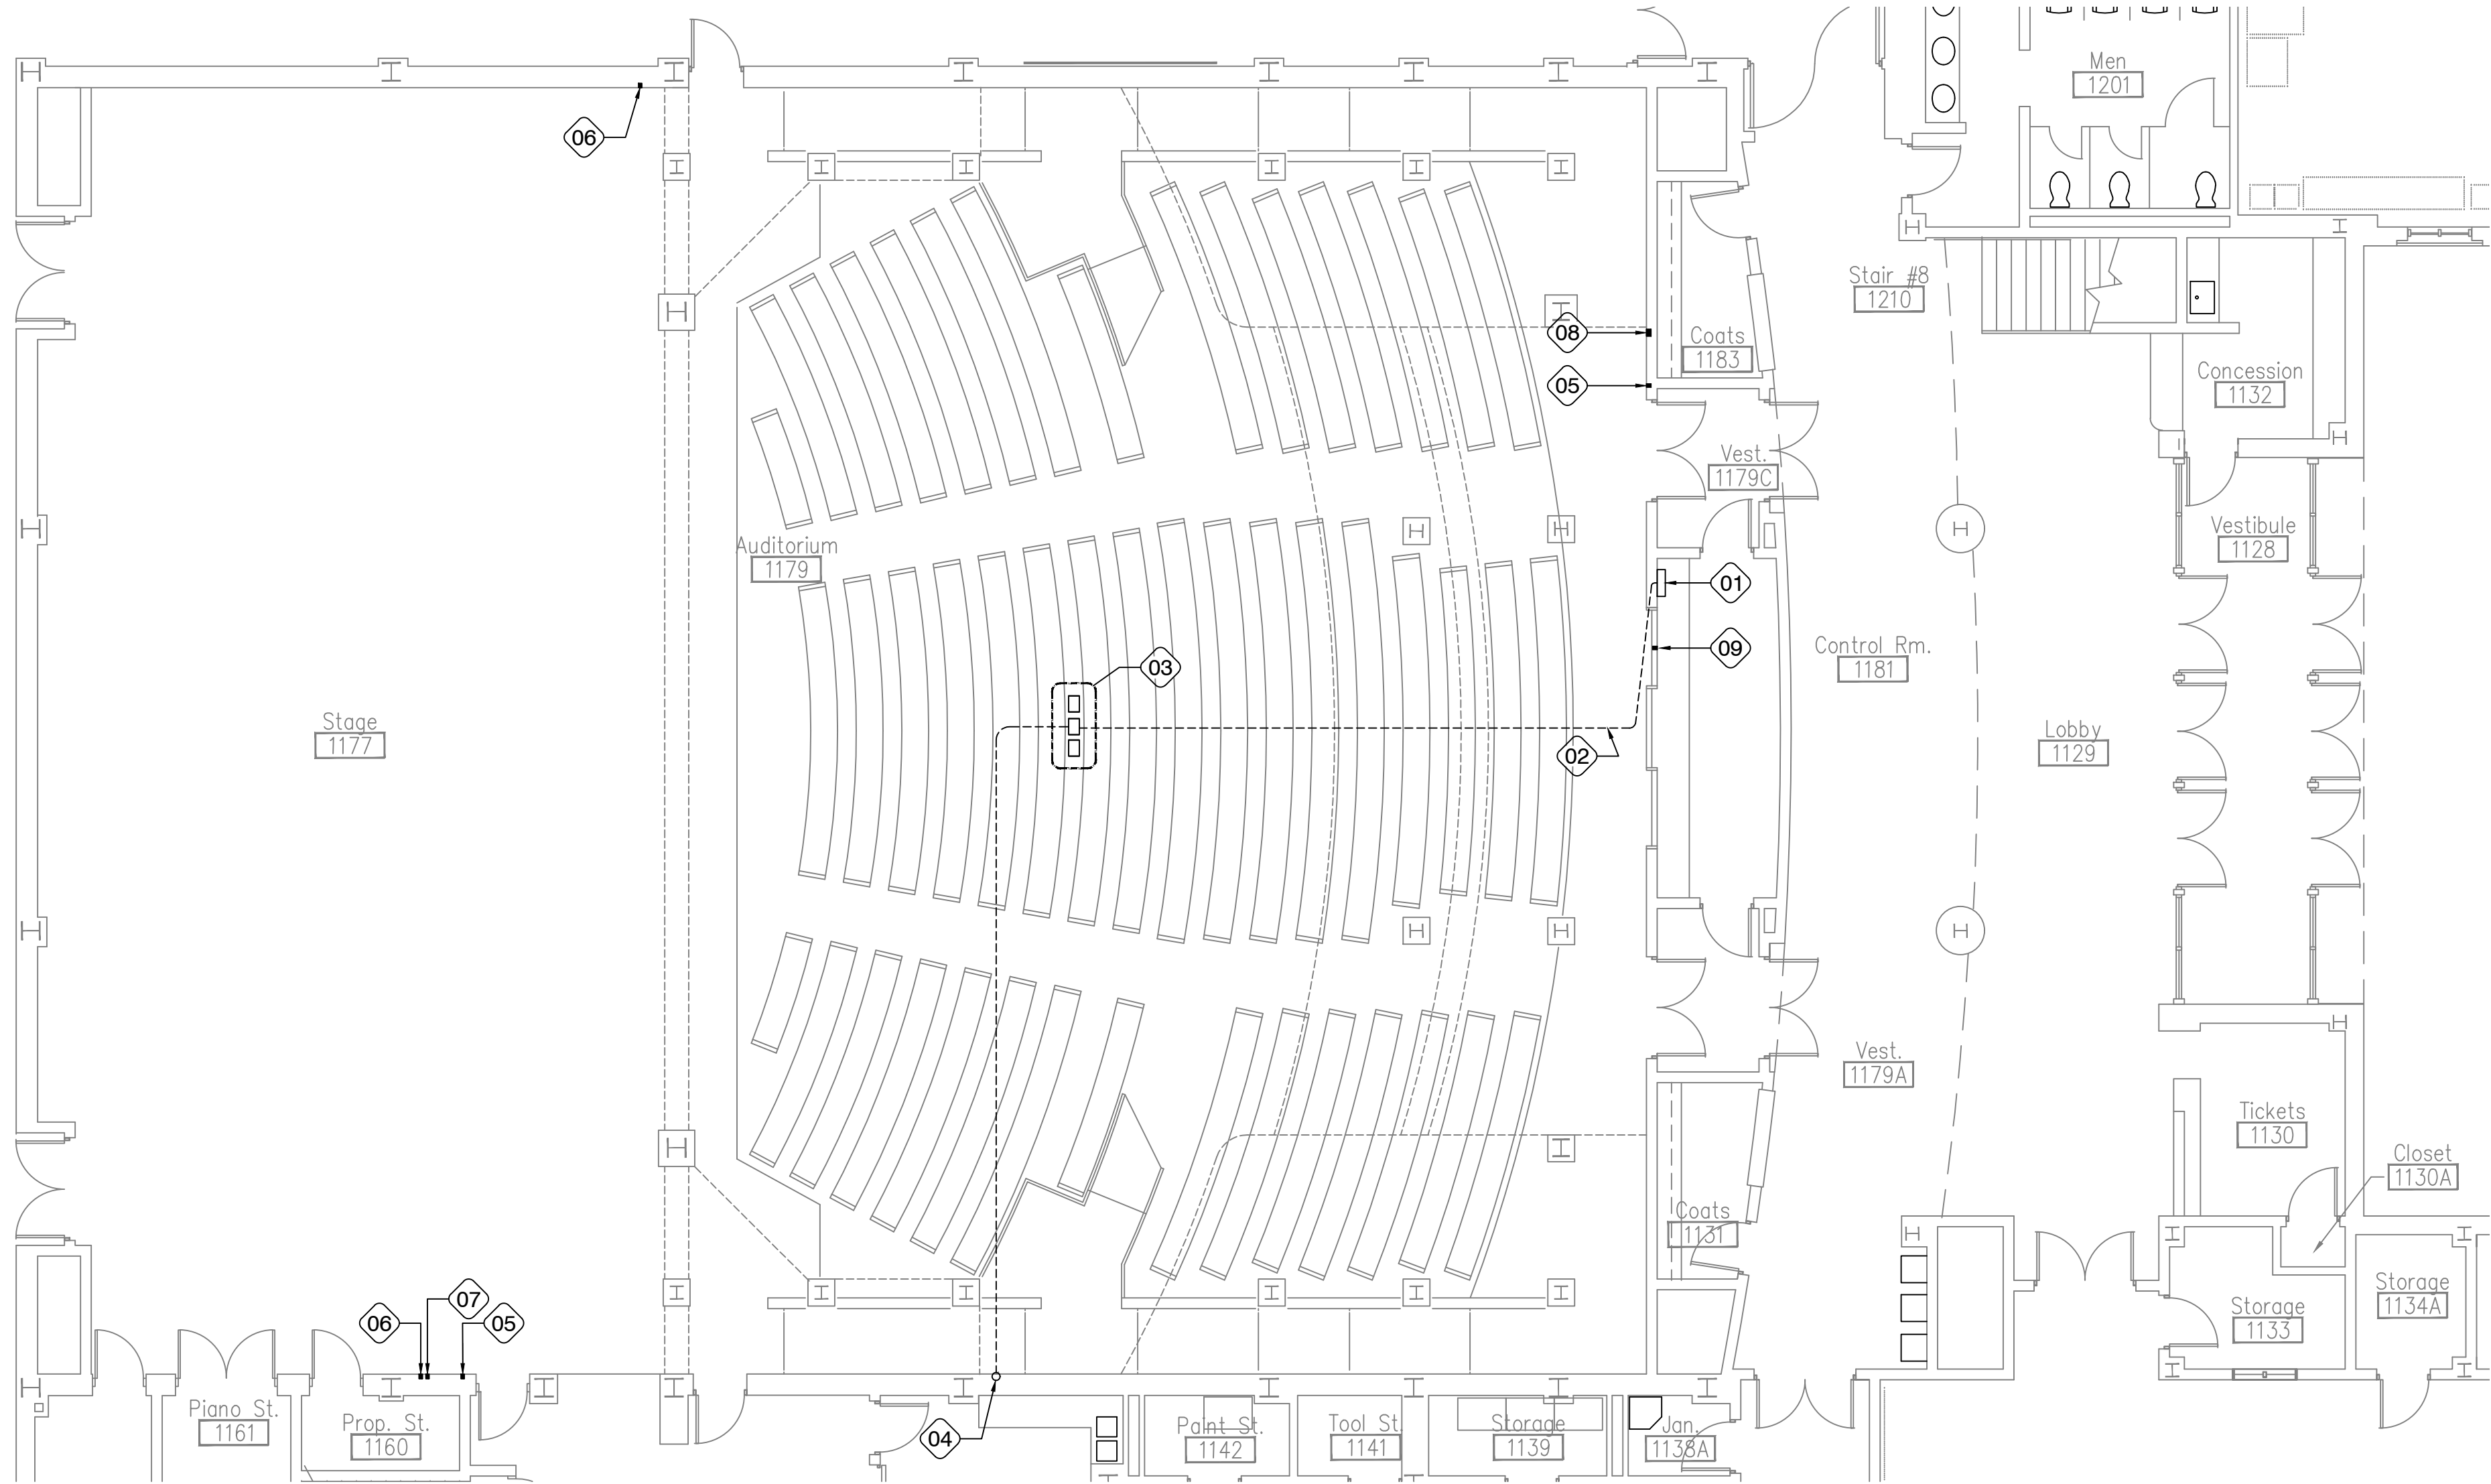 Men
1201
06
Stair #8
1210
08
Coats
1183
05
Concession
1132
Vest.
1179C
Vestibule
1128
Auditorium
1179
01
09
Control Rm.
1181
03
Stage
1177
02
Lobby
1129
Vest.
1179A
Tickets
1130
Closet
1130A
Coats
1131
Storage
1134A
Storage
1133
06
07
05
Piano St.
1161
Prop. St.
1160
04
Paint St.
1142
Tool St.
1141
Storage
1139
Jan.
1138A